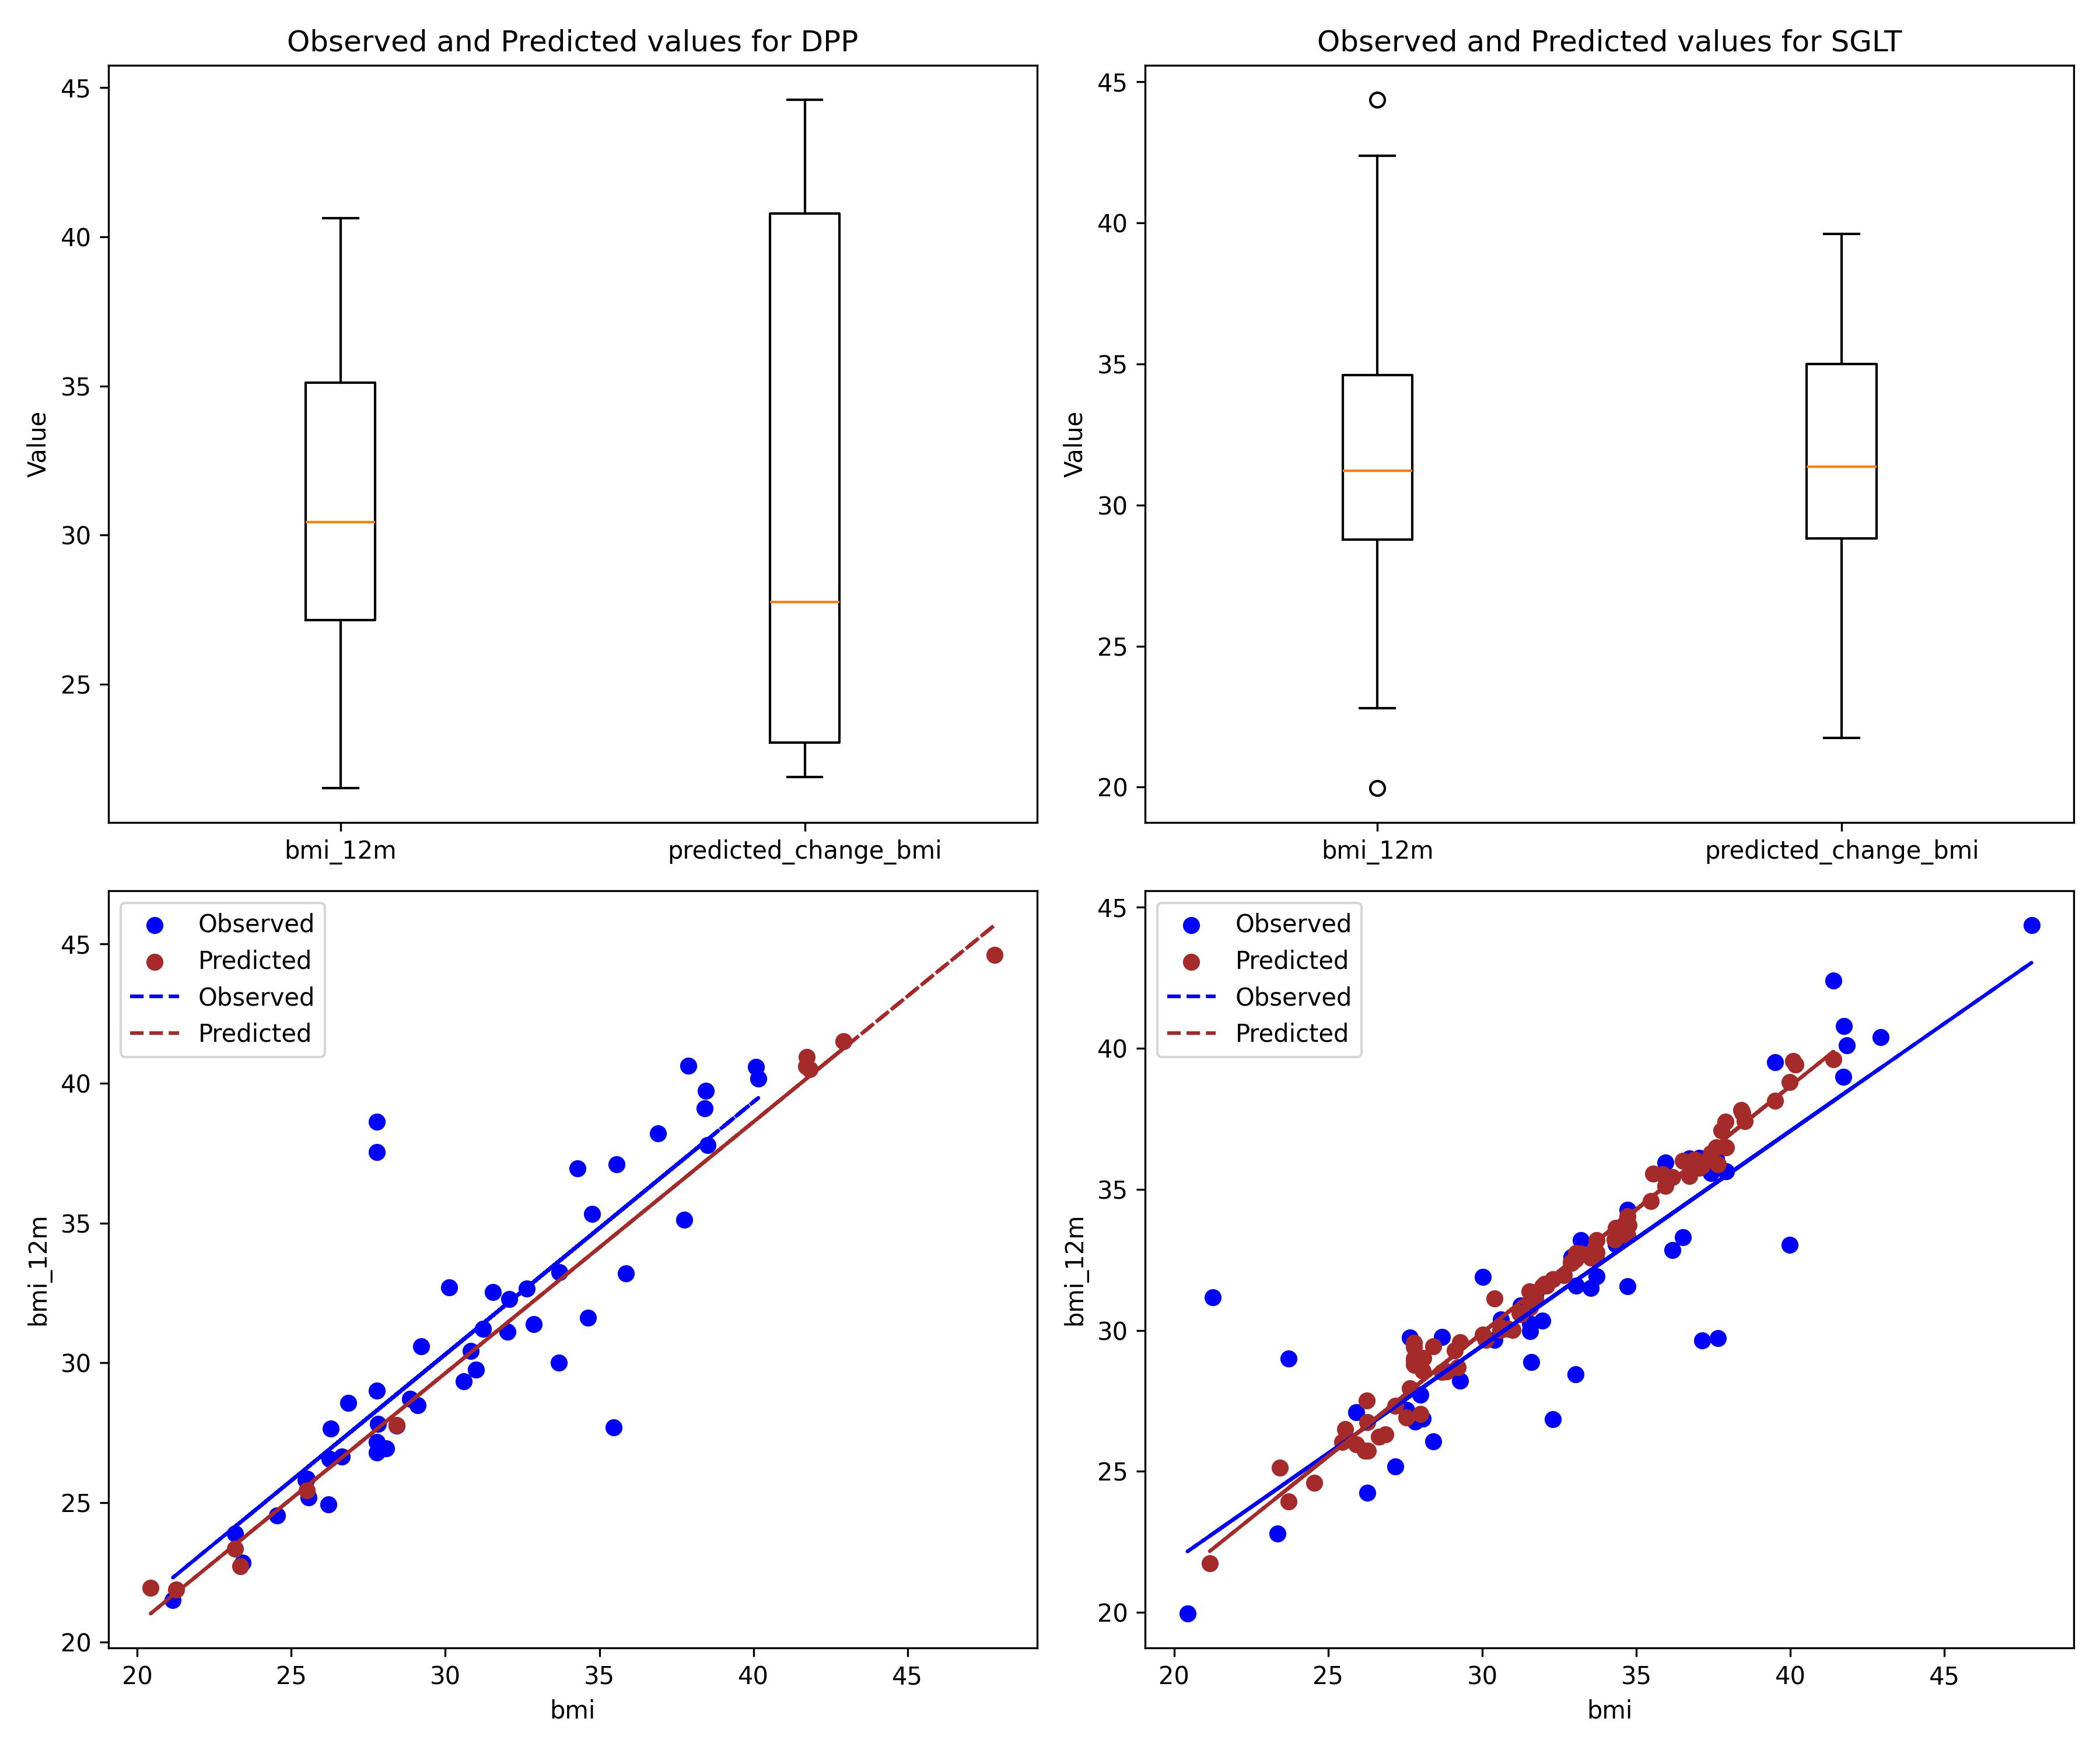 Observed and Predicted values for DPP
45
40
35
30
25
Value
bmi_12m predicted_change_bmi
Observed and Predicted values for SGLT
45
40
35
30
25
20
Value
bmi_12m predicted_change_bmi
Observed
Predicted
Observed
Predicted
45
40
35
30
25
20
bmi_12m
20 25 30 35 40 45
bmi
Observed
Predicted
Observed
Predicted
45
40
35
30
25
20
bmi_12m
20 25 30 35 40 45
bmi